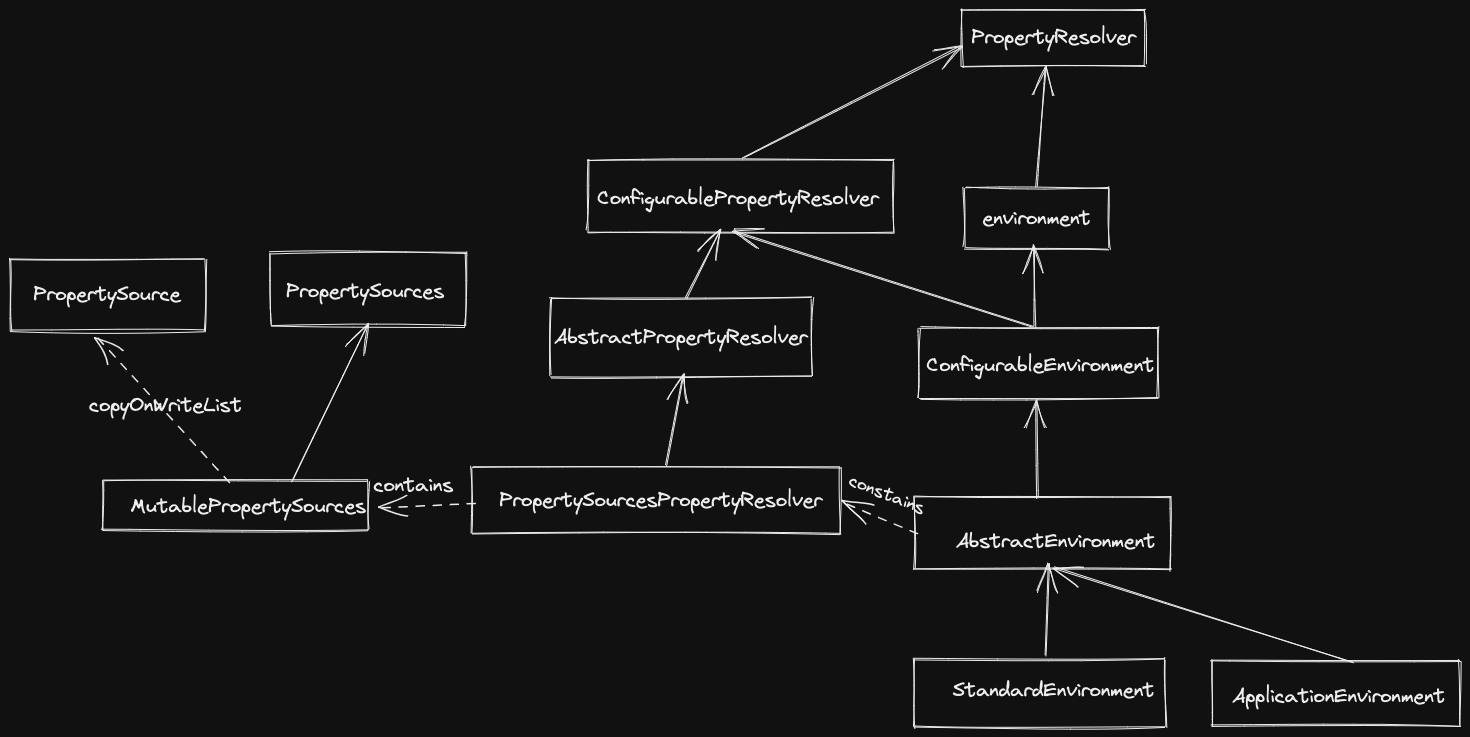 PropertyResolver
ConfigurablePropertyResolver
environment
PropertySource
PropertySources
AbstractPropertyResolver
ConfigurableEnvironment
copyOnWriteList
contains
constains
MutablePropertySources
PropertySourcesPropertyResolver
AbstractEnvironment
StandardEnvironment
ApplicationEnvironment